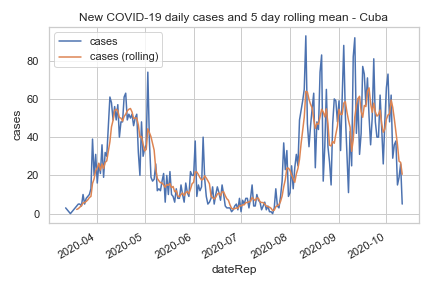 New COVID-19 daily cases and 5 day rolling mean - Cuba
cases
cases (rolling)
80
60
40
20
0
cases
2020-04
2020-05
2020-06
2020-07
2020-08
2020-09
2020-10
dateRep